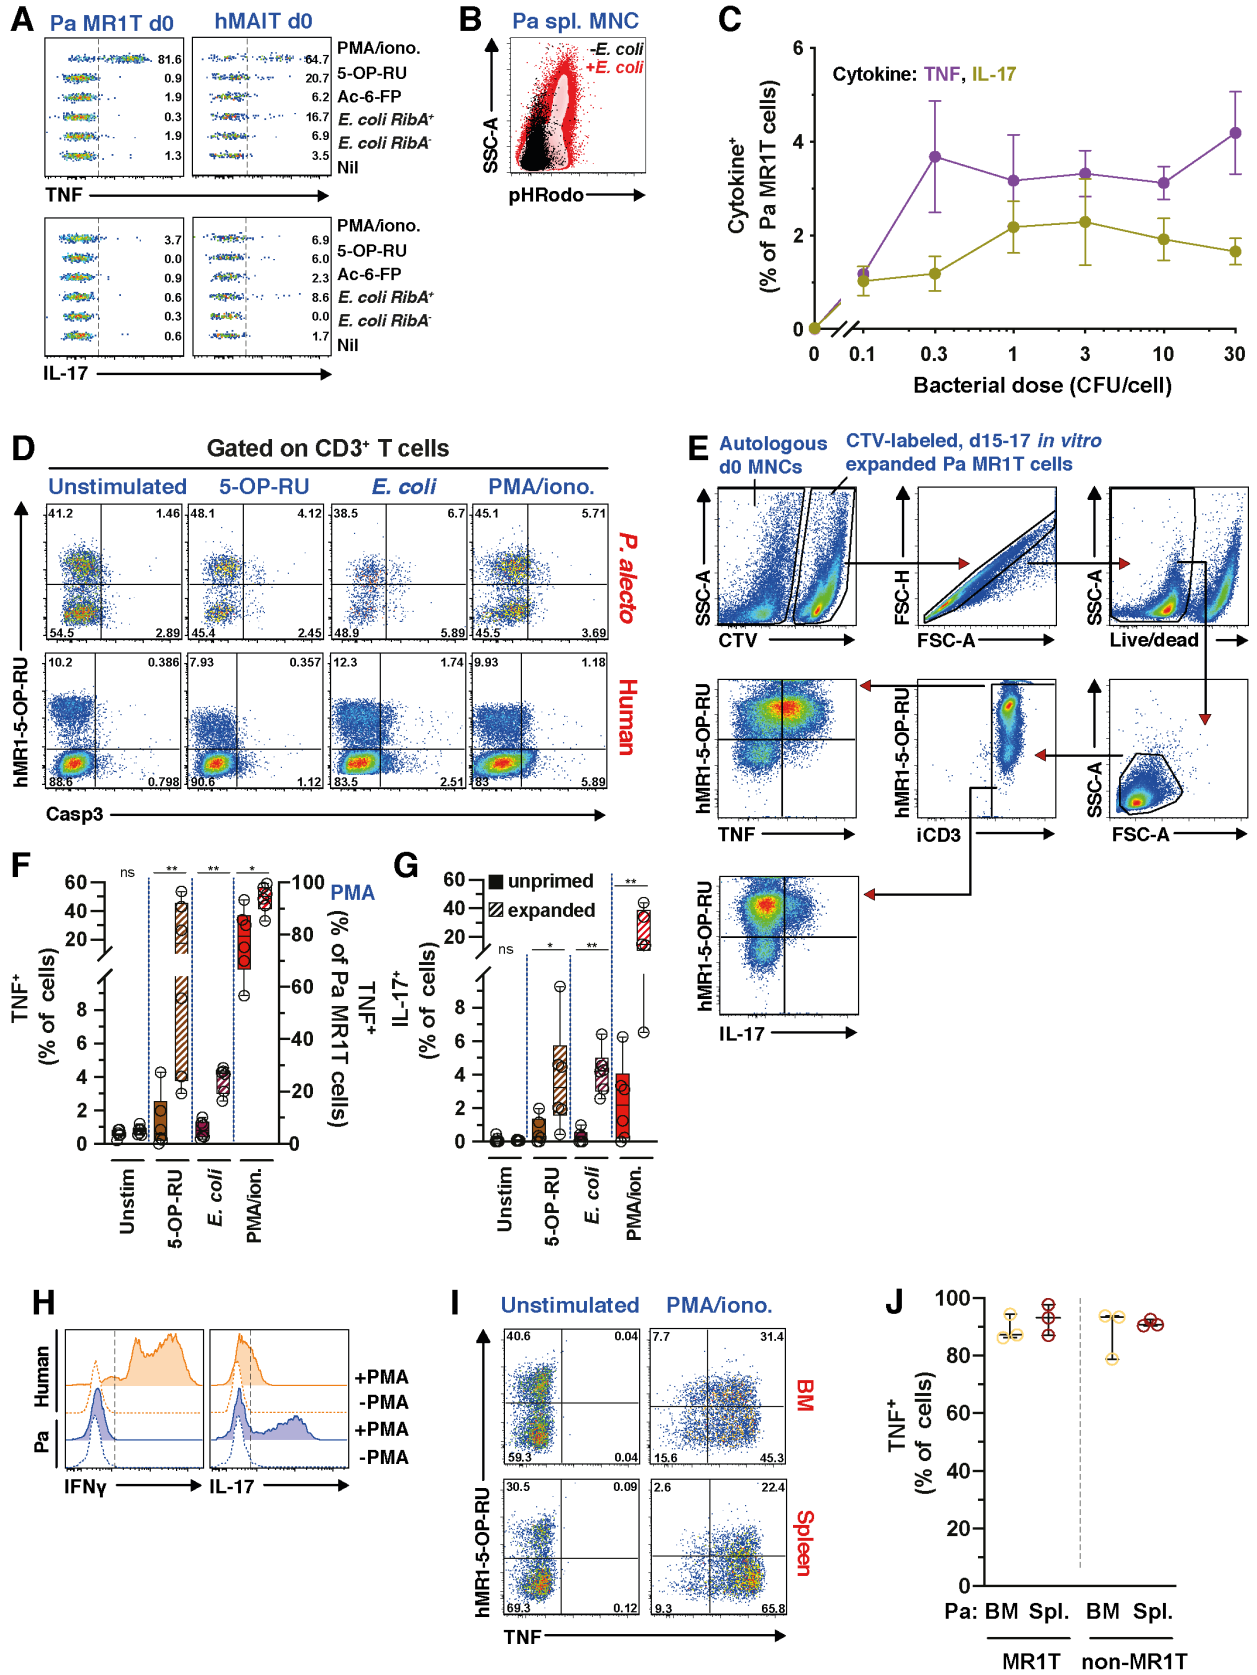 A
Pa MR1T d0
hMAIT d0
81.6
0.9
1.9
0.3
1.9
1.3
64.7
20.7
6.2
16.7
6.9
3.5
PMA/iono.
5-OP-RU
Ac-6-FP
E. coli RibA+
E. coli RibA-
Nil
TNF
3.7
6.0
0.9
0.6
0.3
0.6
6.9
6.0
2.3
8.6
0.0
1.7
PMA/iono.
5-OP-RU
Ac-6-FP
E. coli RibA+
E. coli RibA-
Nil
IL-17
B
Pa spl. MNC
-E. coli
+E. coli
SSC-A
pHRodo
C
Cytokine: TNF, IL-17
Cytokine+
(% of Pa MR1T cells)
6
4
2
0
0 0.1 0.3 1 3 10 30
Bacterial dose (CFU/cell)
D
Gated on CD3+ T cells
Unstimulated 5-OP-RU E. coli PMA/iono.
41.2 1.46 48.1 4.12 38.5 6.7 45.1 5.71
54.5 2.89 45.4 2.45 48.9 5.89 45.5 3.69
P. alecto
10.2 0.386 7.93 0.357 12.3 1.74 9.93 1.18
88.6 0.798 90.6 1.12 83.5 2.51 83 5.89
Human
hMR1-5-OP-RU
Casp3
E
Autologous
d0 MNCs
CTV-labeled, d15-17 in vitro
expanded Pa MR1T cells
SSC-A
CTV
FSC-H
FSC-A
SSC-A
Live/dead
hMR1-5-OP-RU
TNF
hMR1-5-OP-RU
iCD3
SSC-A
FSC-A
hMR1-5-OP-RU
IL-17
F
ns ** ** *
TNF+
(% of cells)
60
40
20
8
6
4
2
0
100
80
60
40
20
0
PMA
TNF+
(% of Pa MR1T cells)
Unstim
5-OP-RU
E. coli
PMA/ion.
G
unprimed
expanded
ns * ** **
IL-17+
(% of cells)
60
40
20
8
6
4
2
0
Unstim
5-OP-RU
E. coli
PMA/ion.
H
Human
Pa
+PMA
-PMA
+PMA
-PMA
IFNγ
IL-17
I
Unstimulated PMA/iono.
40.6 0.04 7.7 31.4
59.3 0.04 15.6 45.3
BM
30.5 0.09 2.6 22.4
69.3 0.12 9.3 65.8
Spleen
hMR1-5-OP-RU
TNF
J
TNF+
(% of cells)
100
80
60
40
20
0
Pa: BM Spl. BM Spl.
MR1T non-MR1T